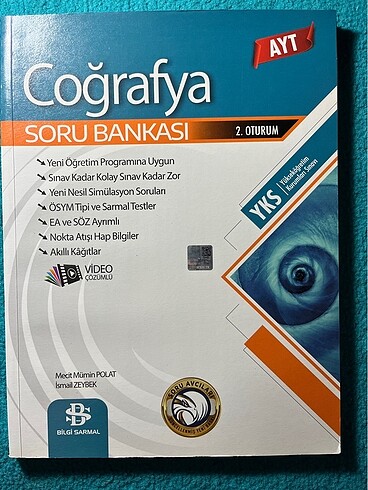 AYT
Coğrafya
SORU BANKASI
2. OTURUM
Yeni Öğretim Programına Uygun
Sınav Kadar Kolay Sınav Kadar Zor
Yeni Nesil Simülasyon Soruları
ÖSYM Tipi ve Sarmal Testler
EA ve SÖZ Ayrımlı
Nokta Atışı Hap Bilgiler
Akıllı Kâğıtlar
YKS
Yükseköğretim
Kurumları Sınavı
VİDEO
ÇÖZÜMLÜ
Mecit Mümin POLAT
İsmail ZEYBEK
SORU AVCILARI
BİLGİ SARMAL